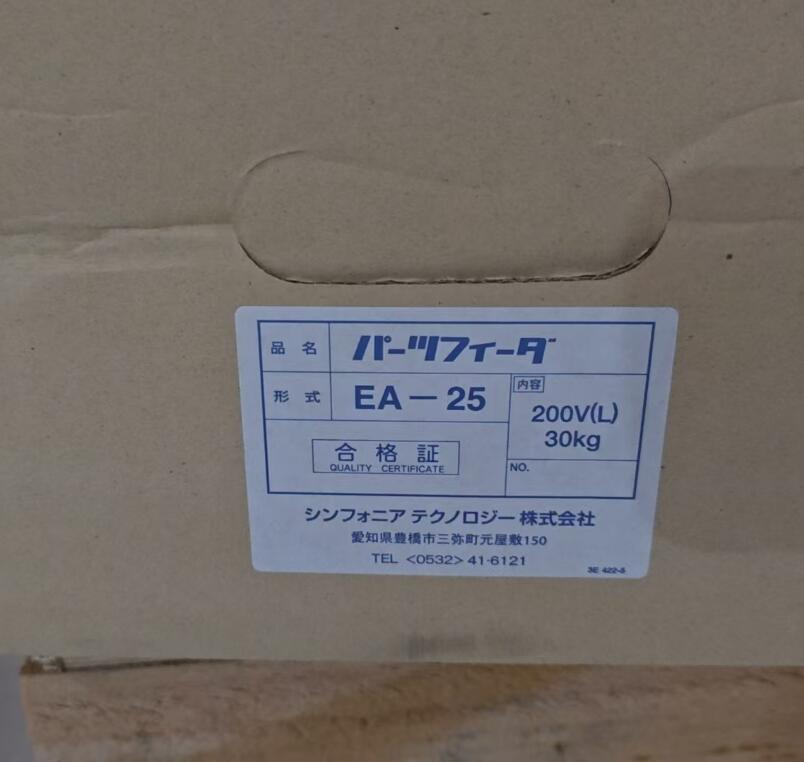 品名 パーツフィーダ
形式 EA－25
内容
200V(L)
30kg
合格証
QUALITY CERTIFICATE
NO.
シンフォニア テクノロジー株式会社
愛知県豊橋市三弥町元屋敷150
TEL <0532> 41-6121
3E 422-5